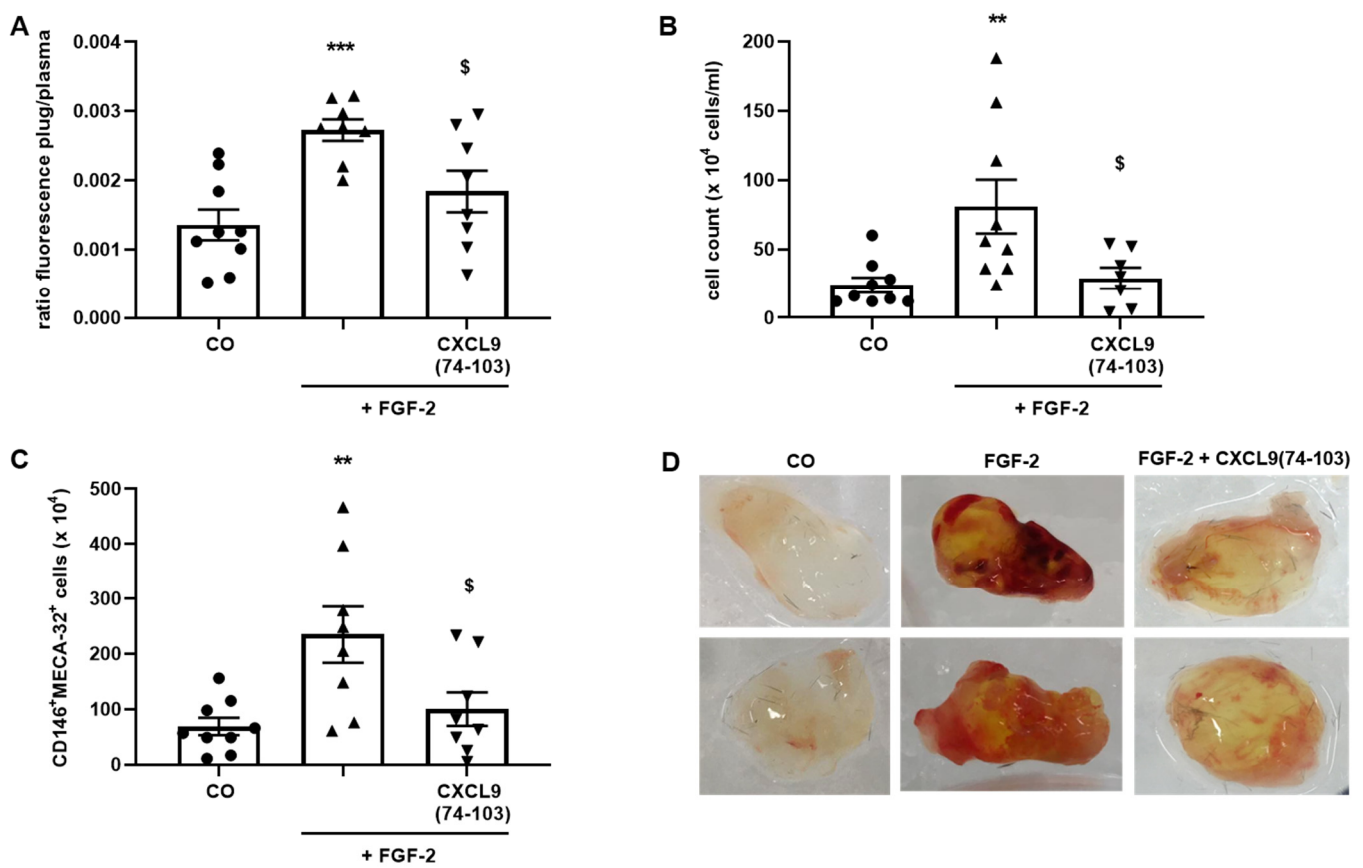 A
ratio fluorescence plug/plasma
0.004
0.003
0.002
0.001
0.000
***
$
CO
CXCL9
(74-103)
+ FGF-2
B
cell count (x 10⁴ cells/ml)
200
150
100
50
0
**
$
CO
CXCL9
(74-103)
+ FGF-2
C
CD146⁺MECA-32⁺ cells (x 10⁴)
500
400
300
200
100
0
**
$
CO
CXCL9
(74-103)
+ FGF-2
D
CO
FGF-2
FGF-2 + CXCL9(74-103)